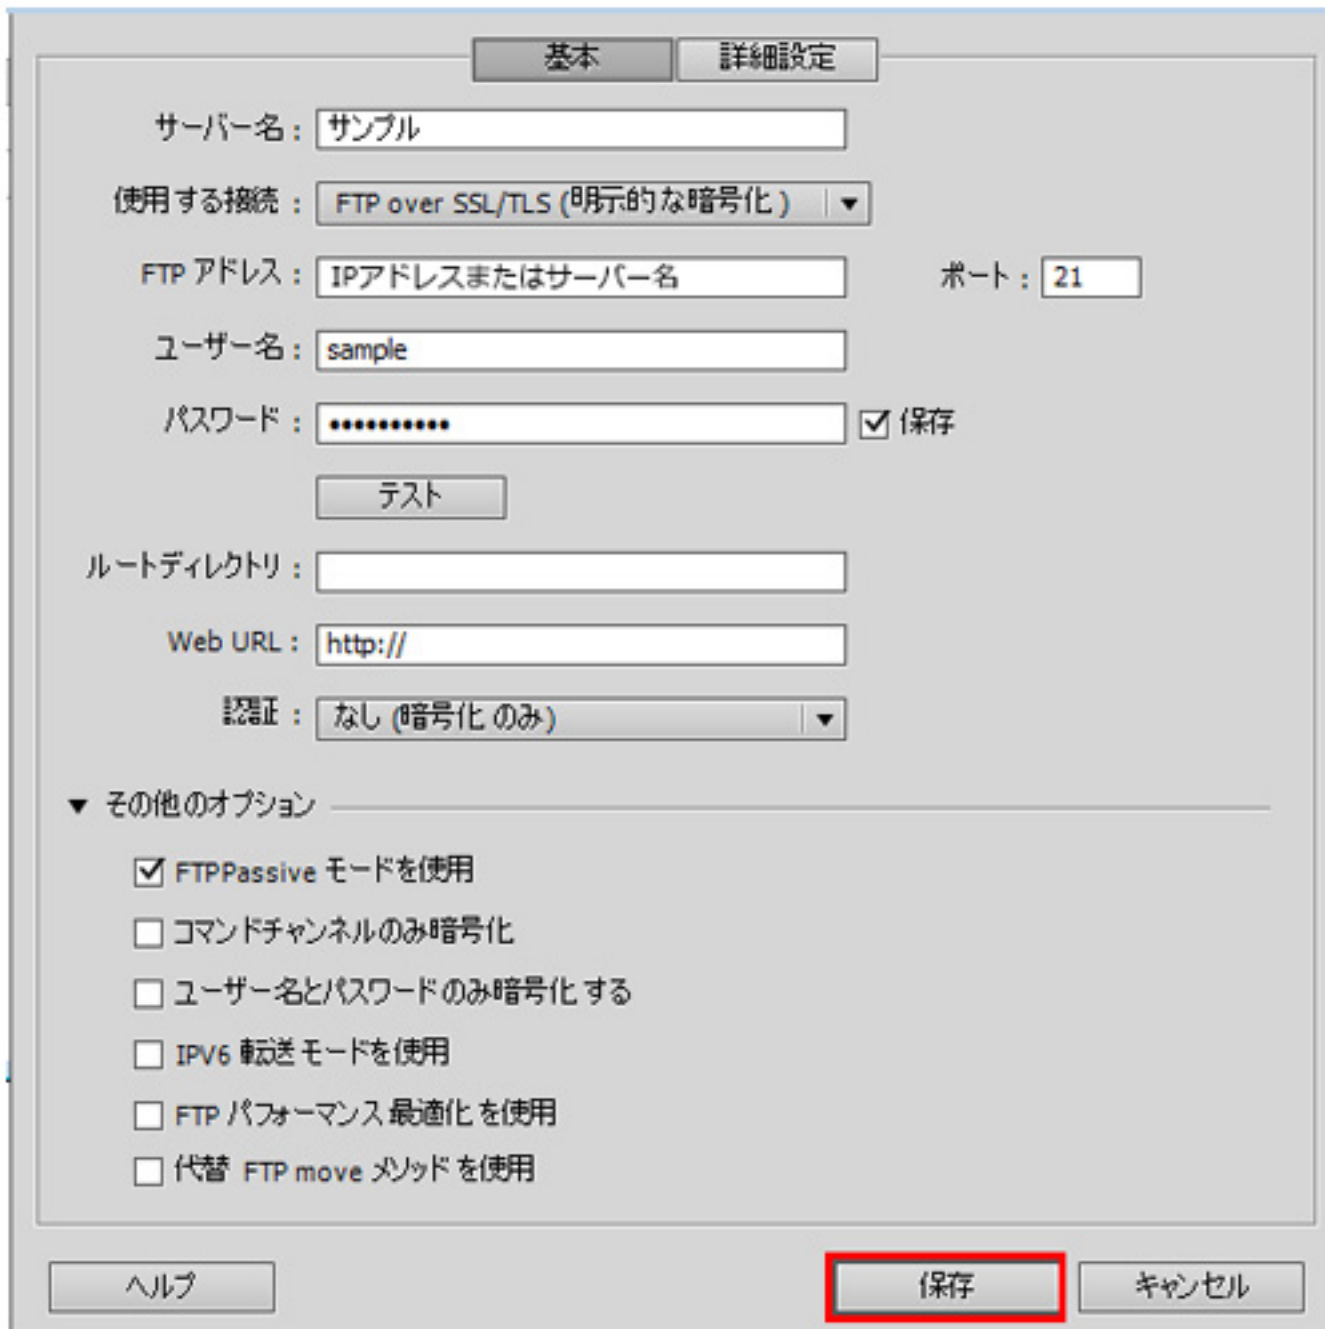 基本 詳細設定
サーバー名： サンプル
使用する接続： FTP over SSL/TLS (明示的な暗号化)
FTP アドレス： IPアドレスまたはサーバー名 ポート： 21
ユーザー名： sample
パスワード： •••••••••• 保存
テスト
ルートディレクトリ：
Web URL： http://
認証： なし (暗号化のみ)
その他のオプション
FTPPassive モードを使用
コマンドチャンネルのみ暗号化
ユーザー名とパスワードのみ暗号化する
IPV6 転送モードを使用
FTP パフォーマンス最適化を使用
代替 FTP move メソッドを使用
ヘルプ 保存 キャンセル